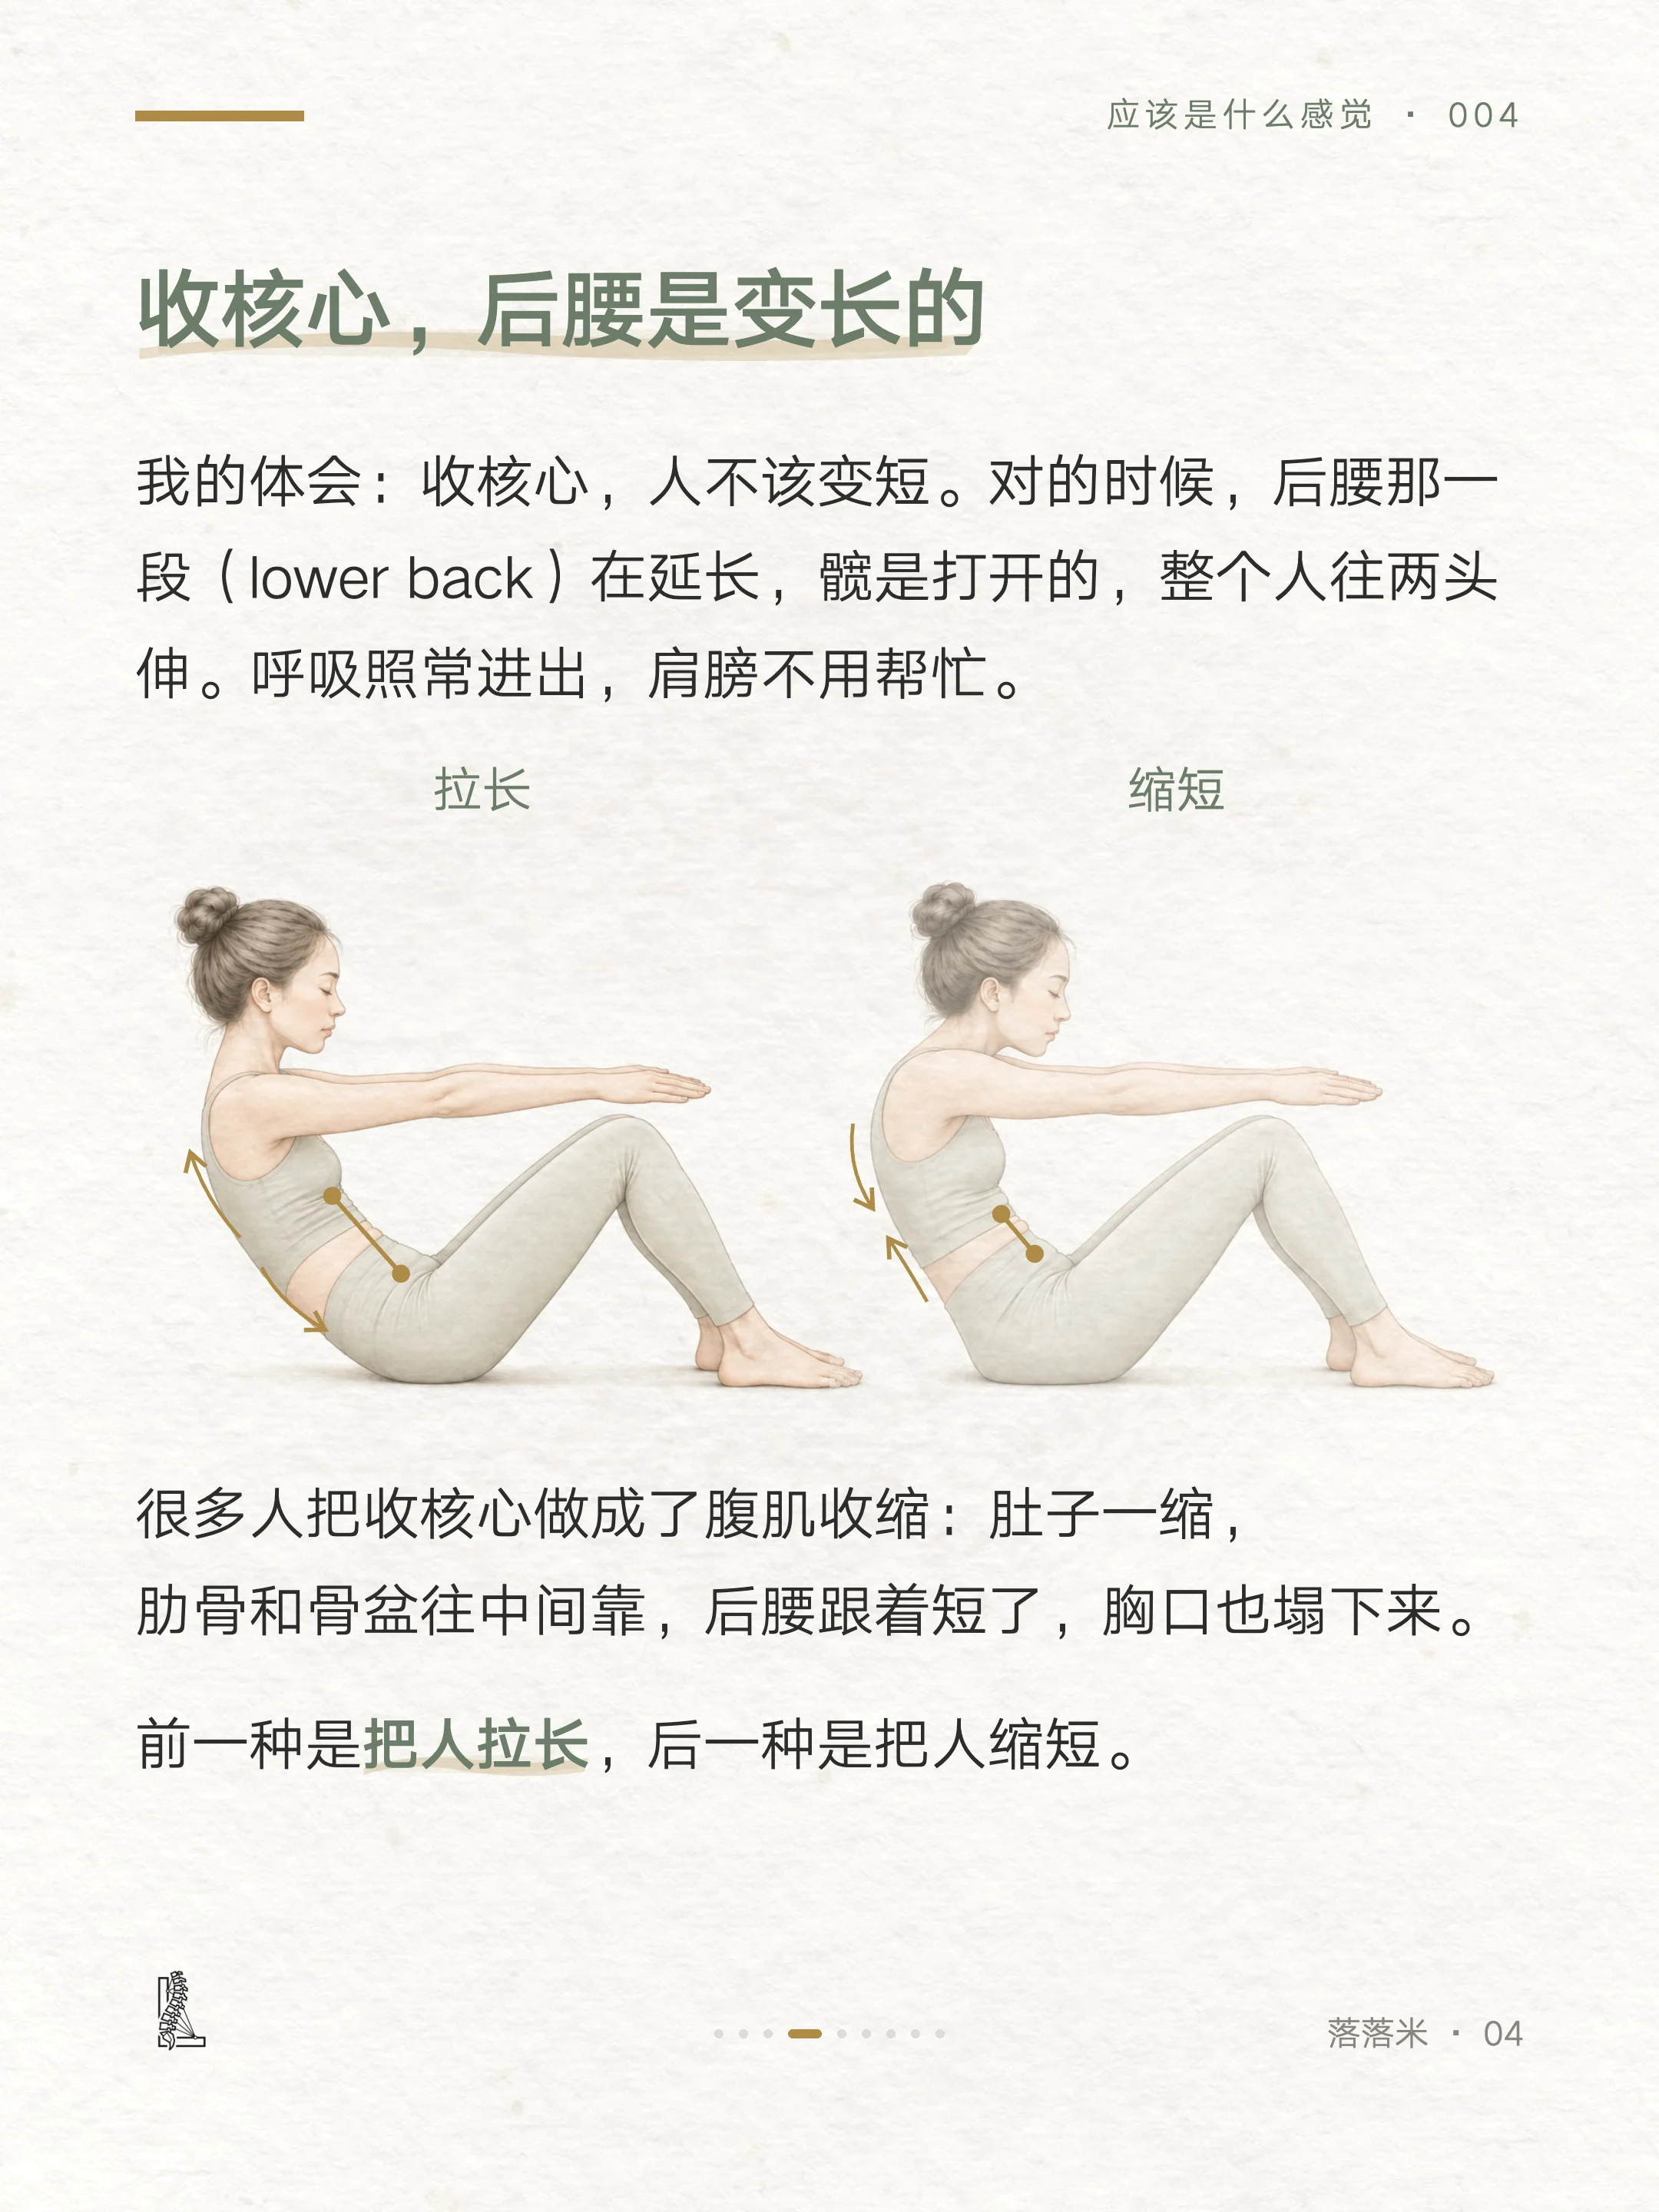 应该是什么感觉 · 004
收核心，后腰是变长的
我的体会：收核心，人不该变短。对的时候，后腰那一
段（lower back）在延长，髋是打开的，整个人往两头
伸。呼吸照常进出，肩膀不用帮忙。
拉长
缩短
很多人把收核心做成了腹肌收缩：肚子一缩，
肋骨和骨盆往中间靠，后腰跟着短了，胸口也塌下来。
前一种是把人拉长，后一种是把人缩短。
落落米 · 04